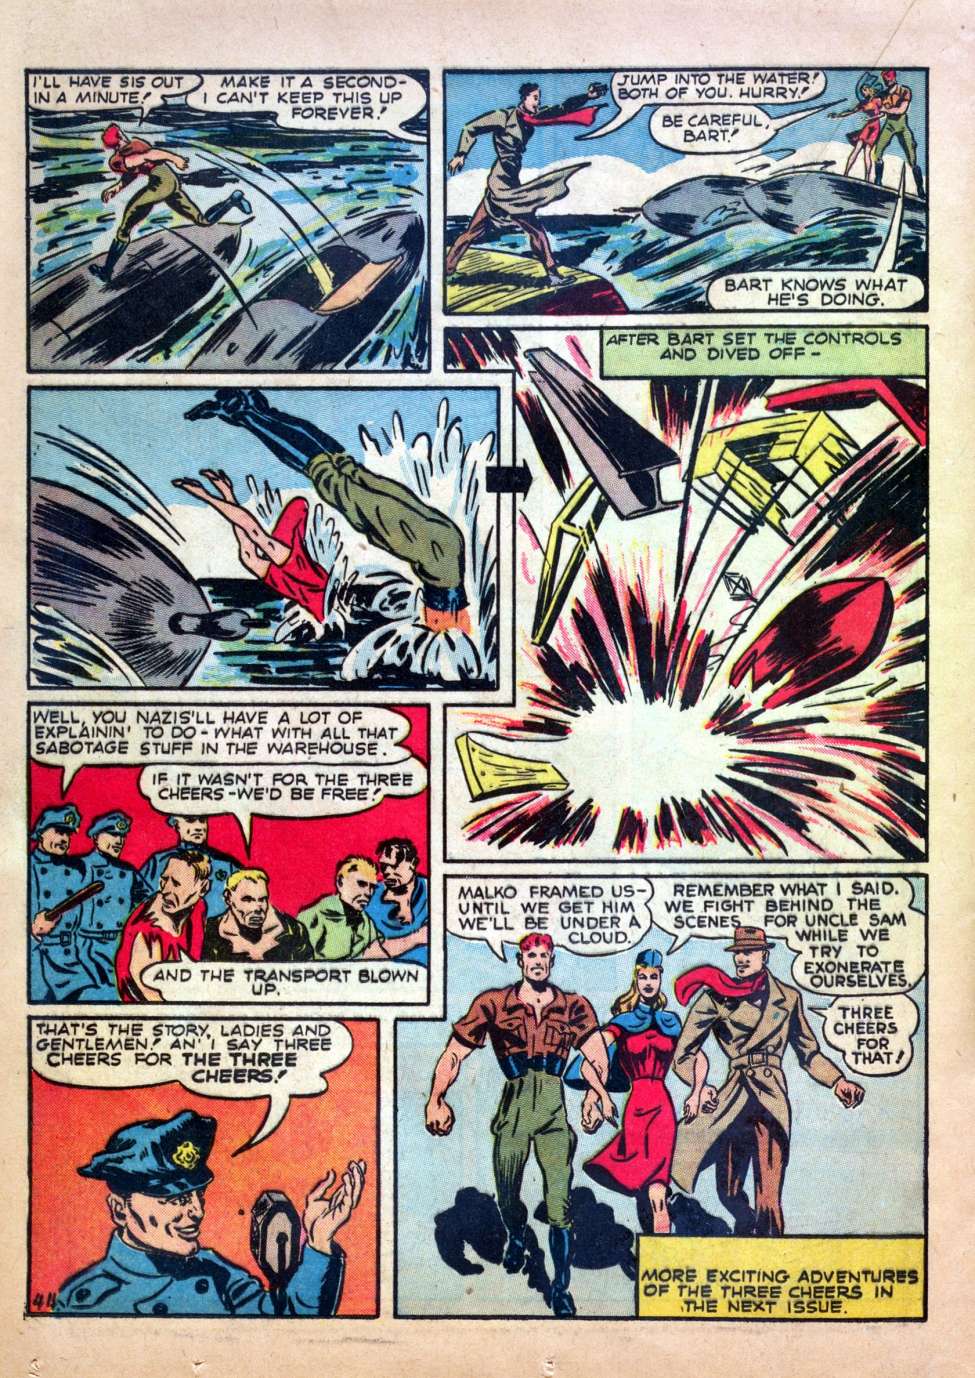 I'LL HAVE SIS OUT
IN A MINUTE!
MAKE IT A SECOND-
I CAN'T KEEP THIS UP
FOREVER!
JUMP INTO THE WATER!
BOTH OF YOU. HURRY!
BE CAREFUL,
BART!
BART KNOWS WHAT
HE'S DOING.
AFTER BART SET THE CONTROLS
AND DIVED OFF -
WELL, YOU NAZIS'LL HAVE A LOT OF
EXPLAININ' TO DO - WHAT WITH ALL THAT
SABOTAGE STUFF IN THE WAREHOUSE.
IF IT WASN'T FOR THE THREE
CHEERS - WE'D BE FREE!
AND THE TRANSPORT BLOWN
UP.
THAT'S THE STORY, LADIES AND
GENTLEMEN! AN' I SAY THREE
CHEERS FOR THE THREE
CHEERS!
44
MALKO FRAMED US-
UNTIL WE GET HIM
WE'LL BE UNDER A
CLOUD.
REMEMBER WHAT I SAID.
WE FIGHT BEHIND THE
SCENES FOR UNCLE SAM
WHILE WE
TRY TO
EXONERATE
OURSELVES.
THREE
CHEERS
FOR
THAT!
MORE EXCITING ADVENTURES
OF THE THREE CHEERS IN
THE NEXT ISSUE.